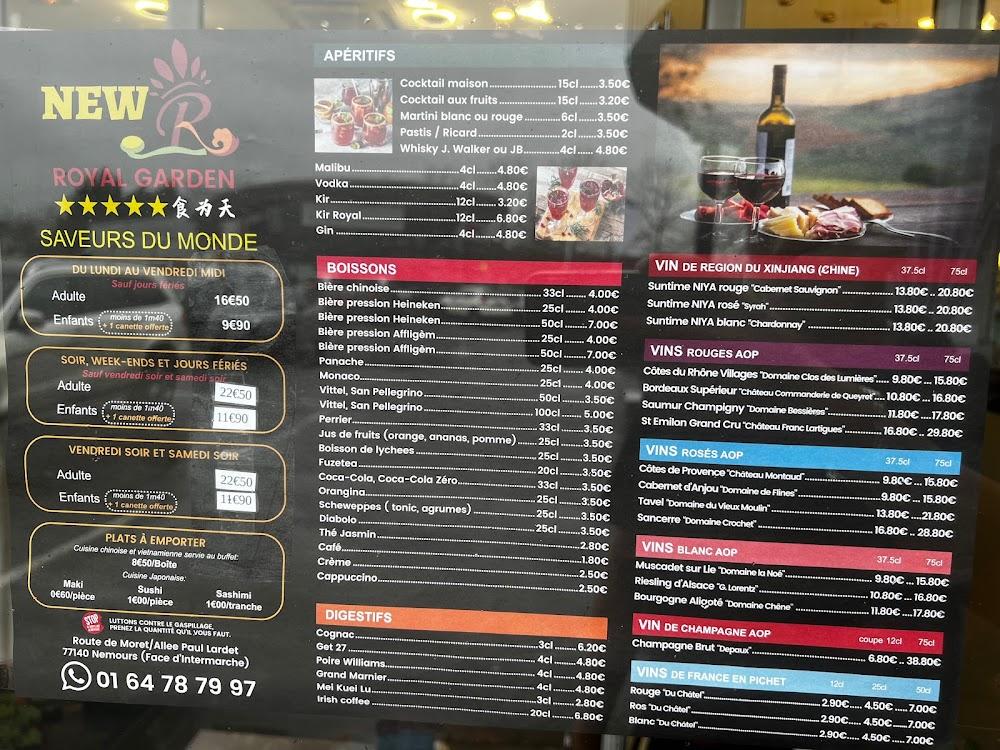 NEW
R
ROYAL GARDEN
★★★★★食为天
SAVEURS DU MONDE
DU LUNDI AU VENDREDI MIDI
Sauf jours fériés
Adulte 16€50
Enfants moins de 1m40 + 1 canette offerte 9€90
SOIR, WEEK-ENDS ET JOURS FÉRIÉS
Sauf vendredi soir et samedi soir
Adulte 22€50
Enfants moins de 1m40 + 1 canette offerte 11€90
VENDREDI SOIR ET SAMEDI SOIR
Adulte 22€50
Enfants moins de 1m40 + 1 canette offerte 11€90
PLATS À EMPORTER
Cuisine chinoise et vietnamienne servie au buffet:
8€50/Boîte
Cuisine Japonaise:
Maki Sushi Sashimi
0€60/pièce 1€00/pièce 1€00/tranche
STOP
LUTTONS CONTRE LE GASPILLAGE,
PRENEZ LA QUANTITÉ QU'IL VOUS FAUT.
Route de Moret/Allee Paul Lardet
77140 Nemours (Face d'Intermarche)
01 64 78 79 97
APÉRITIFS
Cocktail maison 15cl 3.50€
Cocktail aux fruits 15cl 3.20€
Martini blanc ou rouge 6cl 3.50€
Pastis / Ricard 2cl 3.50€
Whisky J. Walker ou JB 4cl 4.80€
Malibu 4cl 4.80€
Vodka 4cl 4.80€
Kir 12cl 3.20€
Kir Royal 12cl 6.80€
Gin 4cl 4.80€
BOISSONS
Bière chinoise 33cl 4.00€
Bière pression Heineken 25cl 4.00€
Bière pression Heineken 50cl 7.00€
Bière pression Affligèm 25cl 4.00€
Bière pression Affligèm 50cl 7.00€
Panache 25cl 4.00€
Monaco 25cl 4.00€
Vittel, San Pellegrino 50cl 3.50€
Vittel, San Pellegrino 100cl 5.00€
Perrier 33cl 3.50€
Jus de fruits (orange, ananas, pomme) 25cl 3.50€
Boisson de lychees 25cl 3.50€
Fuzetea 20cl 3.50€
Coca-Cola, Coca-Cola Zéro 33cl 3.50€
Orangina 25cl 3.50€
Scheweppes ( tonic, agrumes) 25cl 3.50€
Diabolo 25cl 3.50€
Thé Jasmin 2.80€
Café 1.80€
Crème 2.50€
Cappuccino 2.50€
DIGESTIFS
Cognac 3cl 6.20€
Get 27 4cl 4.80€
Poire Williams 4cl 4.80€
Grand Marnier 4cl 4.80€
Mei Kuei Lu 3cl 2.80€
Irish coffee 20cl 6.80€
VIN DE REGION DU XINJIANG (CHINE) 37.5cl 75cl
Suntime NIYA rouge "Cabernet Sauvignon" 13.80€ .. 20.80€
Suntime NIYA rosé "Syrah" 13.80€ .. 20.80€
Suntime NIYA blanc "Chardonnay" 13.80€ .. 20.80€
VINS ROUGES AOP 37.5cl 75cl
Côtes du Rhône Villages "Domaine Clos des Lumières" 9.80€ ... 15.80€
Bordeaux Supérieur "Château Commanderie de Queyret" 10.80€ ... 16.80€
Saumur Champigny "Domaine Bessières" 11.80€ ....17.80€
St Emilan Grand Cru "Château Franc Lartigues" 16.80€ .. 29.80€
VINS ROSÉS AOP 37.5cl 75cl
Côtes de Provence "Château Montaud" 9.80€ ... 15.80€
Cabernet d'Anjou "Domaine de Flines" 9.80€ ... 15.80€
Tavel "Domaine du Vieux Moulin" 13.80€ ....21.80€
Sancerre "Domaine Crochet" 16.80€ .. 28.80€
VINS BLANC AOP 37.5cl 75cl
Muscadet sur Lie "Domaine la Noé" 9.80€ ... 15.80€
Riesling d'Alsace "G. Lorentz" 10.80€ ... 16.80€
Bourgogne Aligoté "Domaine Chêne" 11.80€ ....17.80€
VIN DE CHAMPAGNE AOP coupe 12cl 75cl
Champagne Brut "Depaux" 6.80€ .. 38.80€
VINS DE FRANCE EN PICHET 12cl 25cl 50cl
Rouge "Du Châtel" 2.90€..... 4.50€ .....7.00€
Ros "Du Châtel" 2.90€..... 4.50€ .....7.00€
Blanc "Du Châtel" 2.90€..... 4.50€ .....7.00€